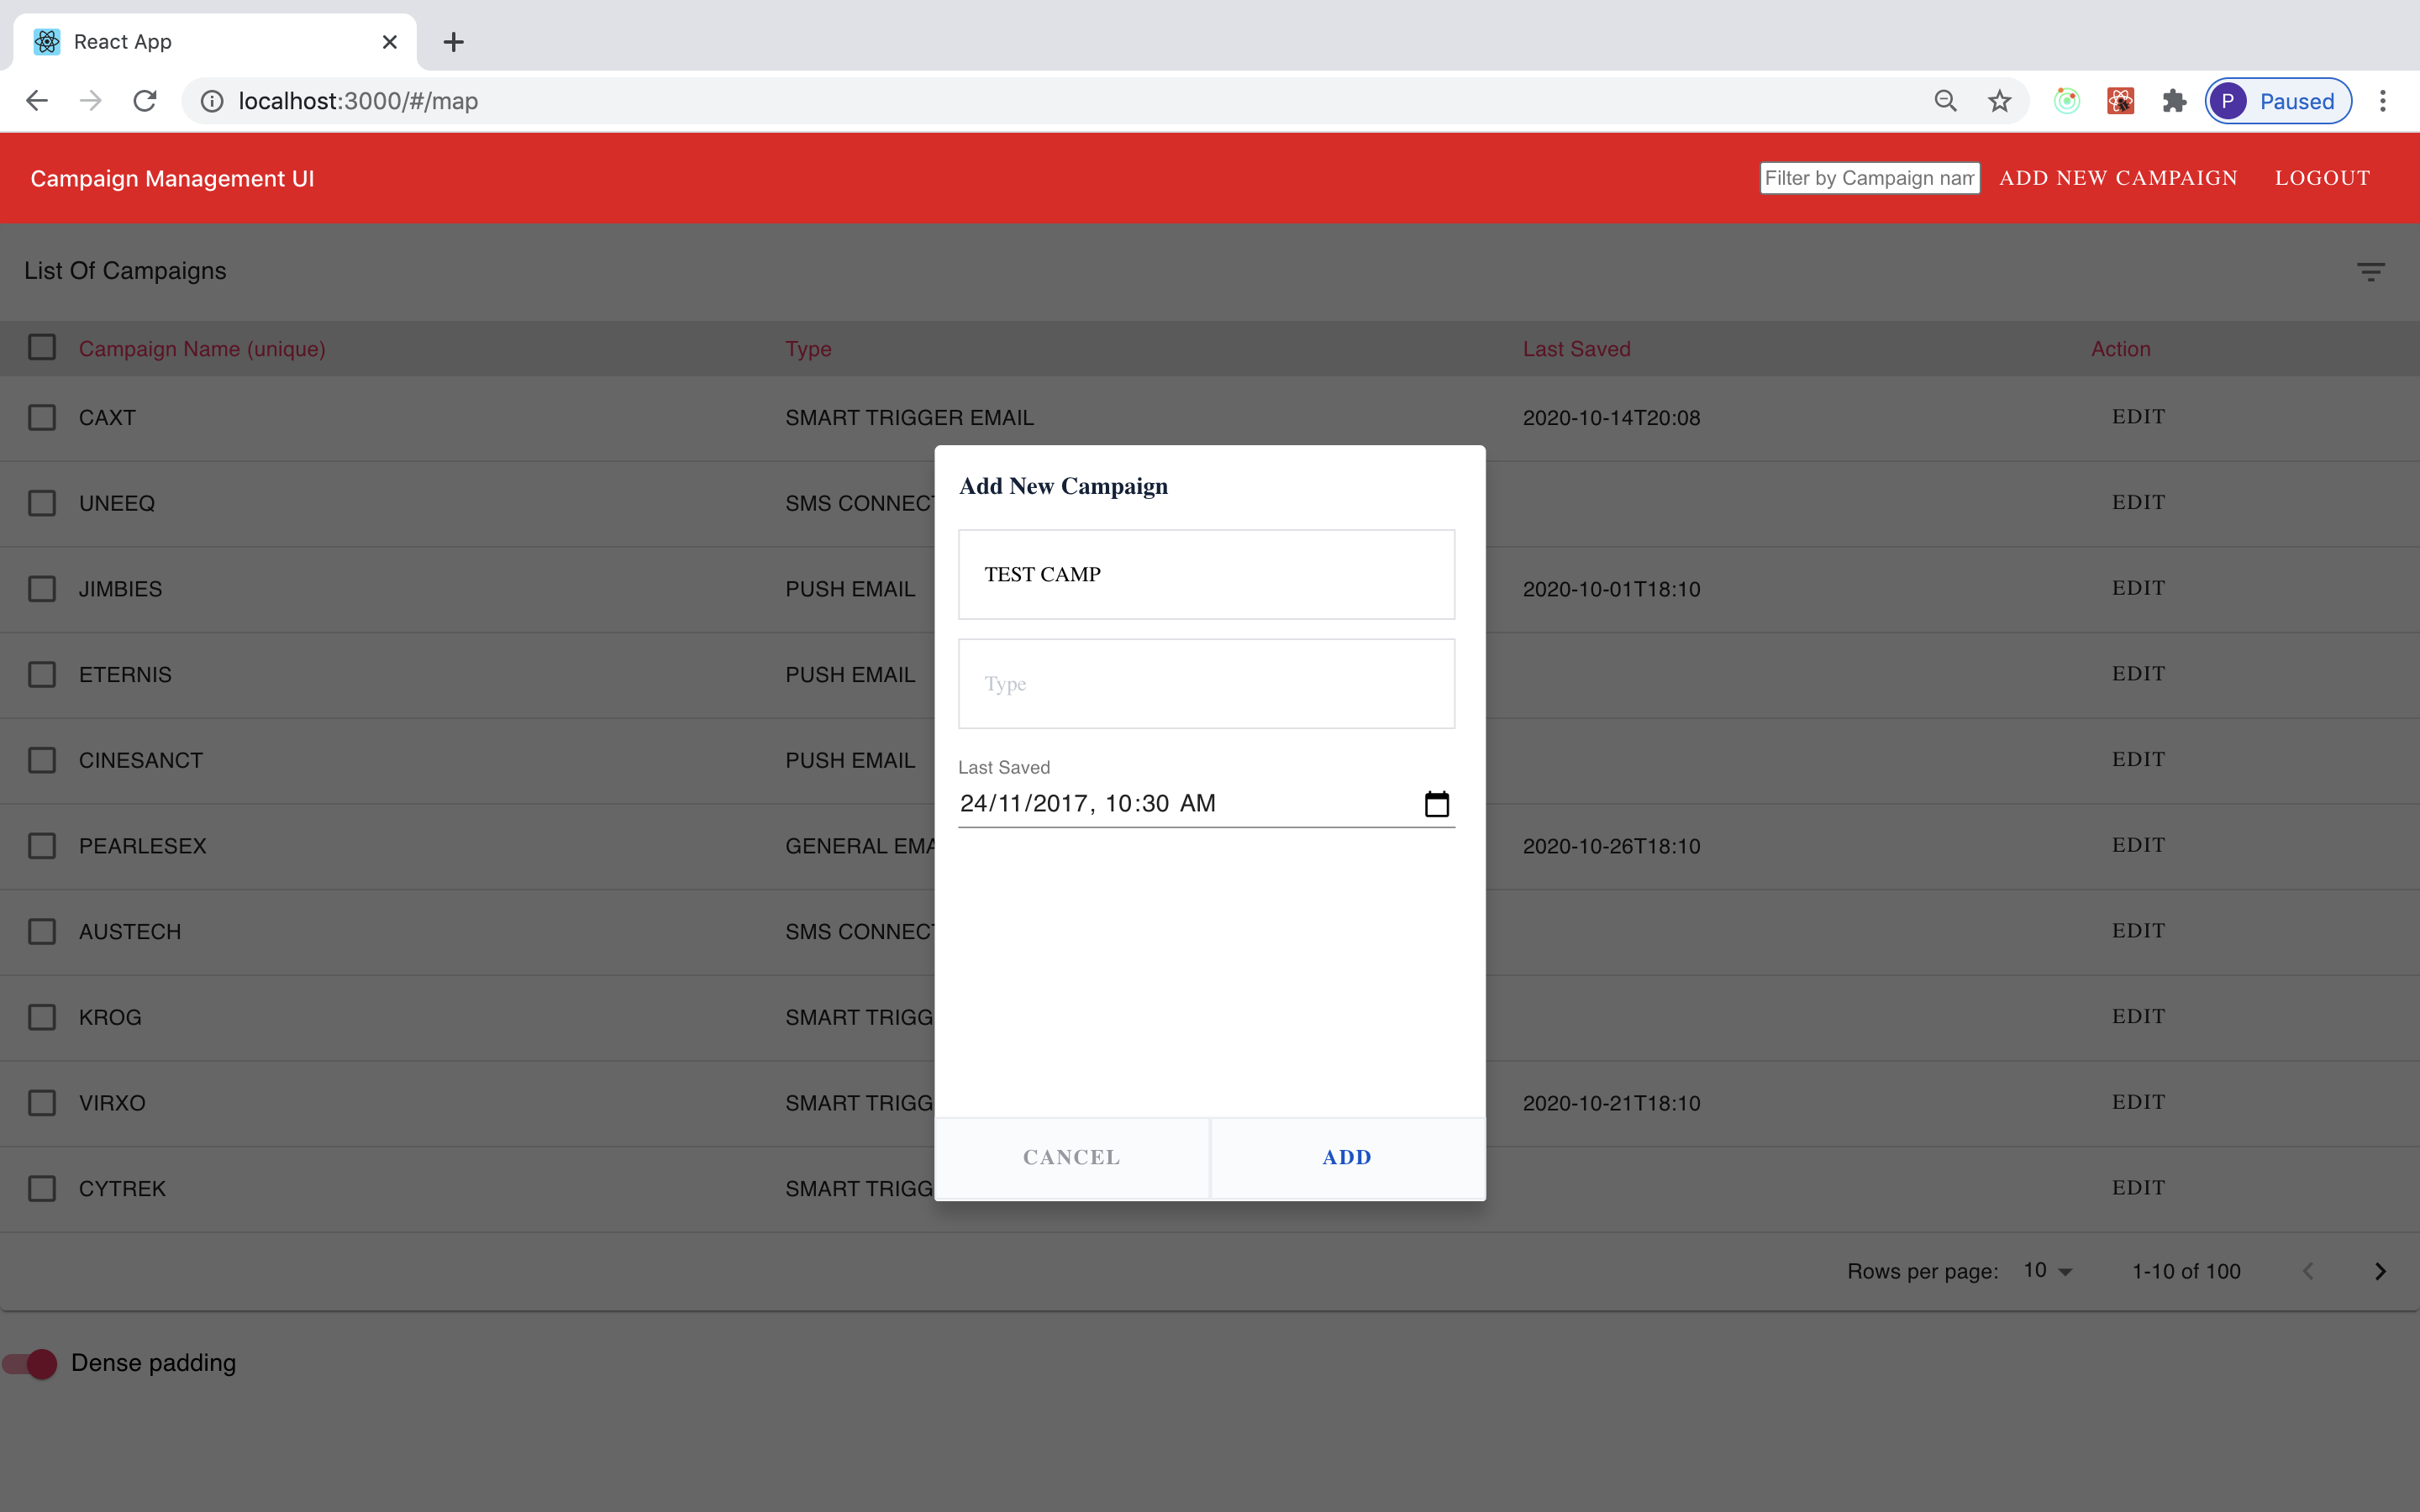 React App
localhost:3000/#/map
P Paused
Campaign Management UI
Filter by Campaign nam
ADD NEW CAMPAIGN
LOGOUT
List Of Campaigns
Campaign Name (unique) Type Last Saved Action
CAXT SMART TRIGGER EMAIL 2020-10-14T20:08 EDIT
UNEEQ SMS CONNECT EDIT
JIMBIES PUSH EMAIL 2020-10-01T18:10 EDIT
ETERNIS PUSH EMAIL EDIT
CINESANCT PUSH EMAIL EDIT
PEARLESEX GENERAL EMA 2020-10-26T18:10 EDIT
AUSTECH SMS CONNECT EDIT
KROG SMART TRIGG EDIT
VIRXO SMART TRIGG 2020-10-21T18:10 EDIT
CYTREK SMART TRIGG EDIT
Add New Campaign
TEST CAMP
Type
Last Saved
24/11/2017, 10:30 AM
CANCEL
ADD
Rows per page: 10 1-10 of 100
Dense padding